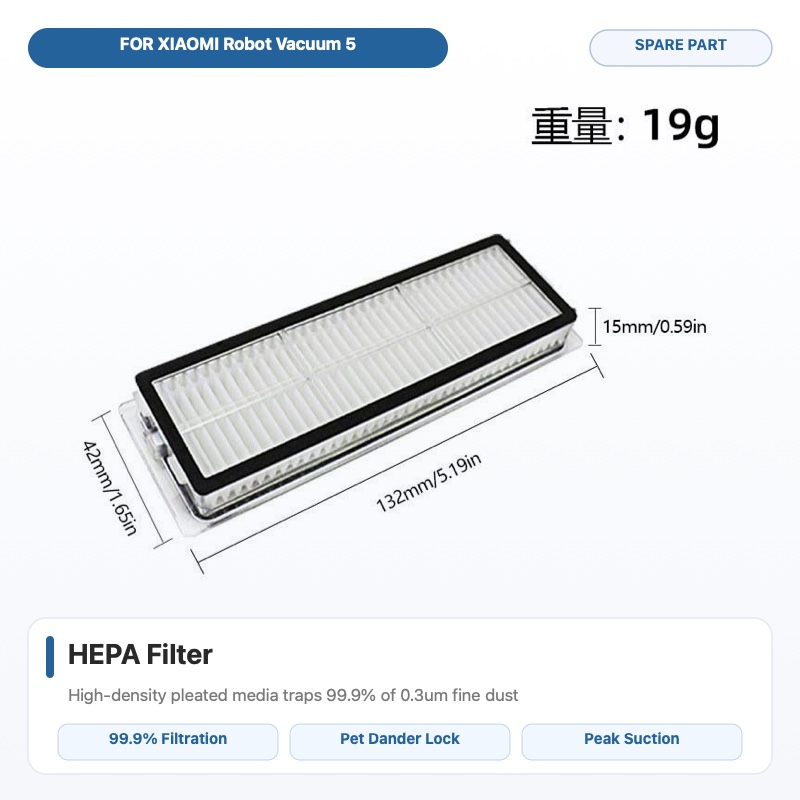 FOR XIAOMI Robot Vacuum 5
SPARE PART
重量: 19g
15mm/0.59in
42mm/1.65in
132mm/5.19in
HEPA Filter
High-density pleated media traps 99.9% of 0.3um fine dust
99.9% Filtration
Pet Dander Lock
Peak Suction